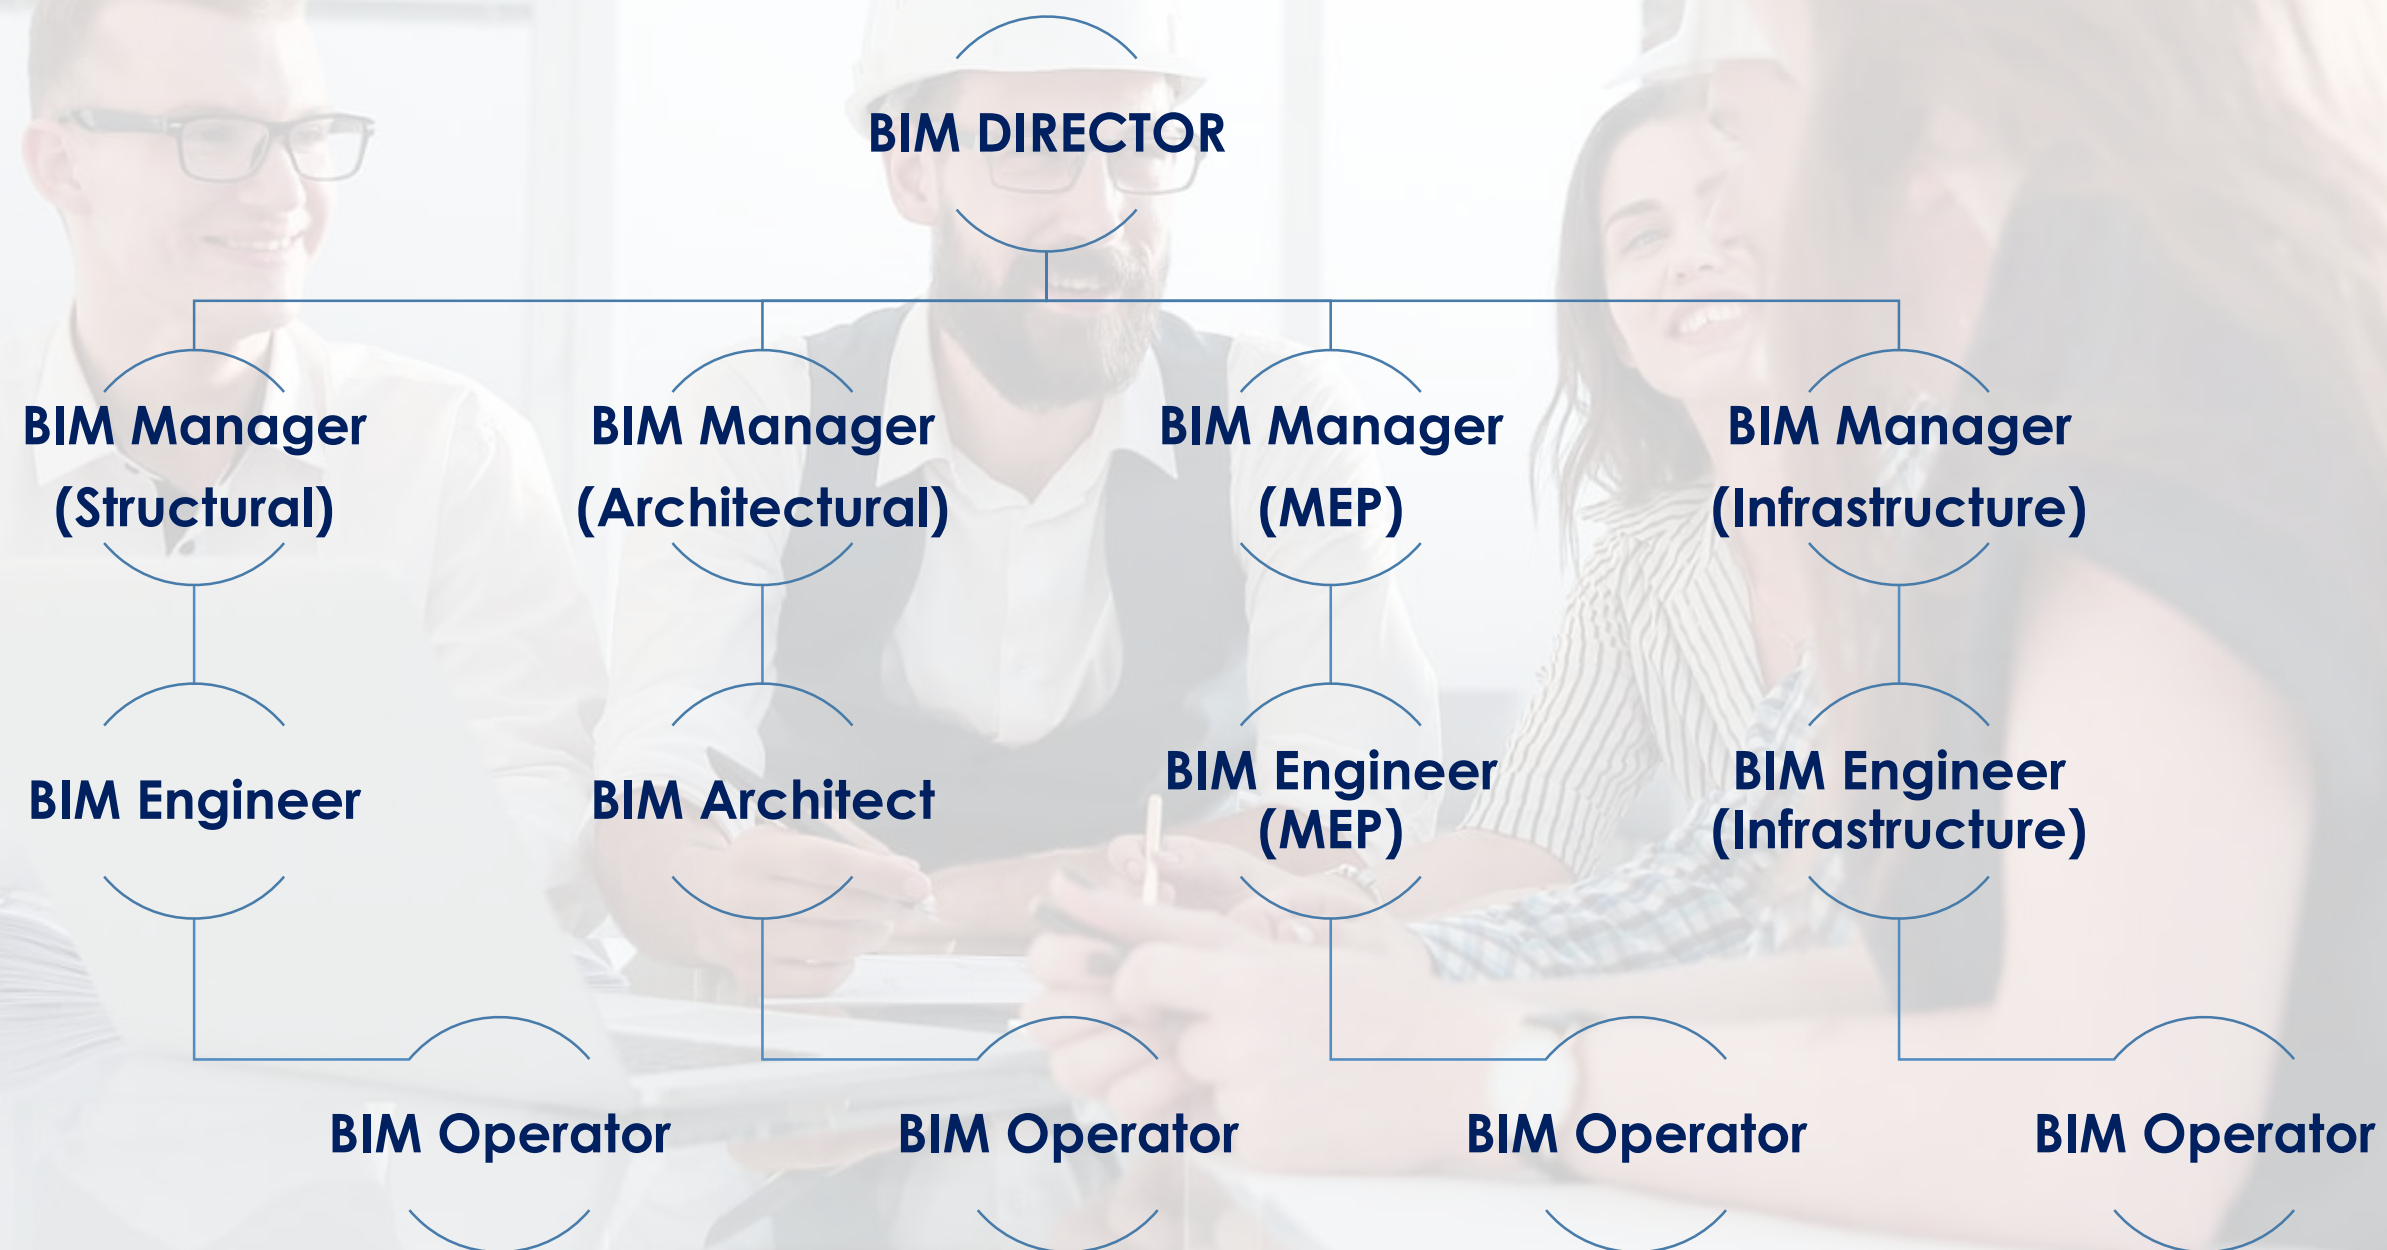 BIM DIRECTOR
BIM Manager
(Structural)
BIM Manager
(Architectural)
BIM Manager
(MEP)
BIM Manager
(Infrastructure)
BIM Engineer
BIM Architect
BIM Engineer
(MEP)
BIM Engineer
(Infrastructure)
BIM Operator
BIM Operator
BIM Operator
BIM Operator